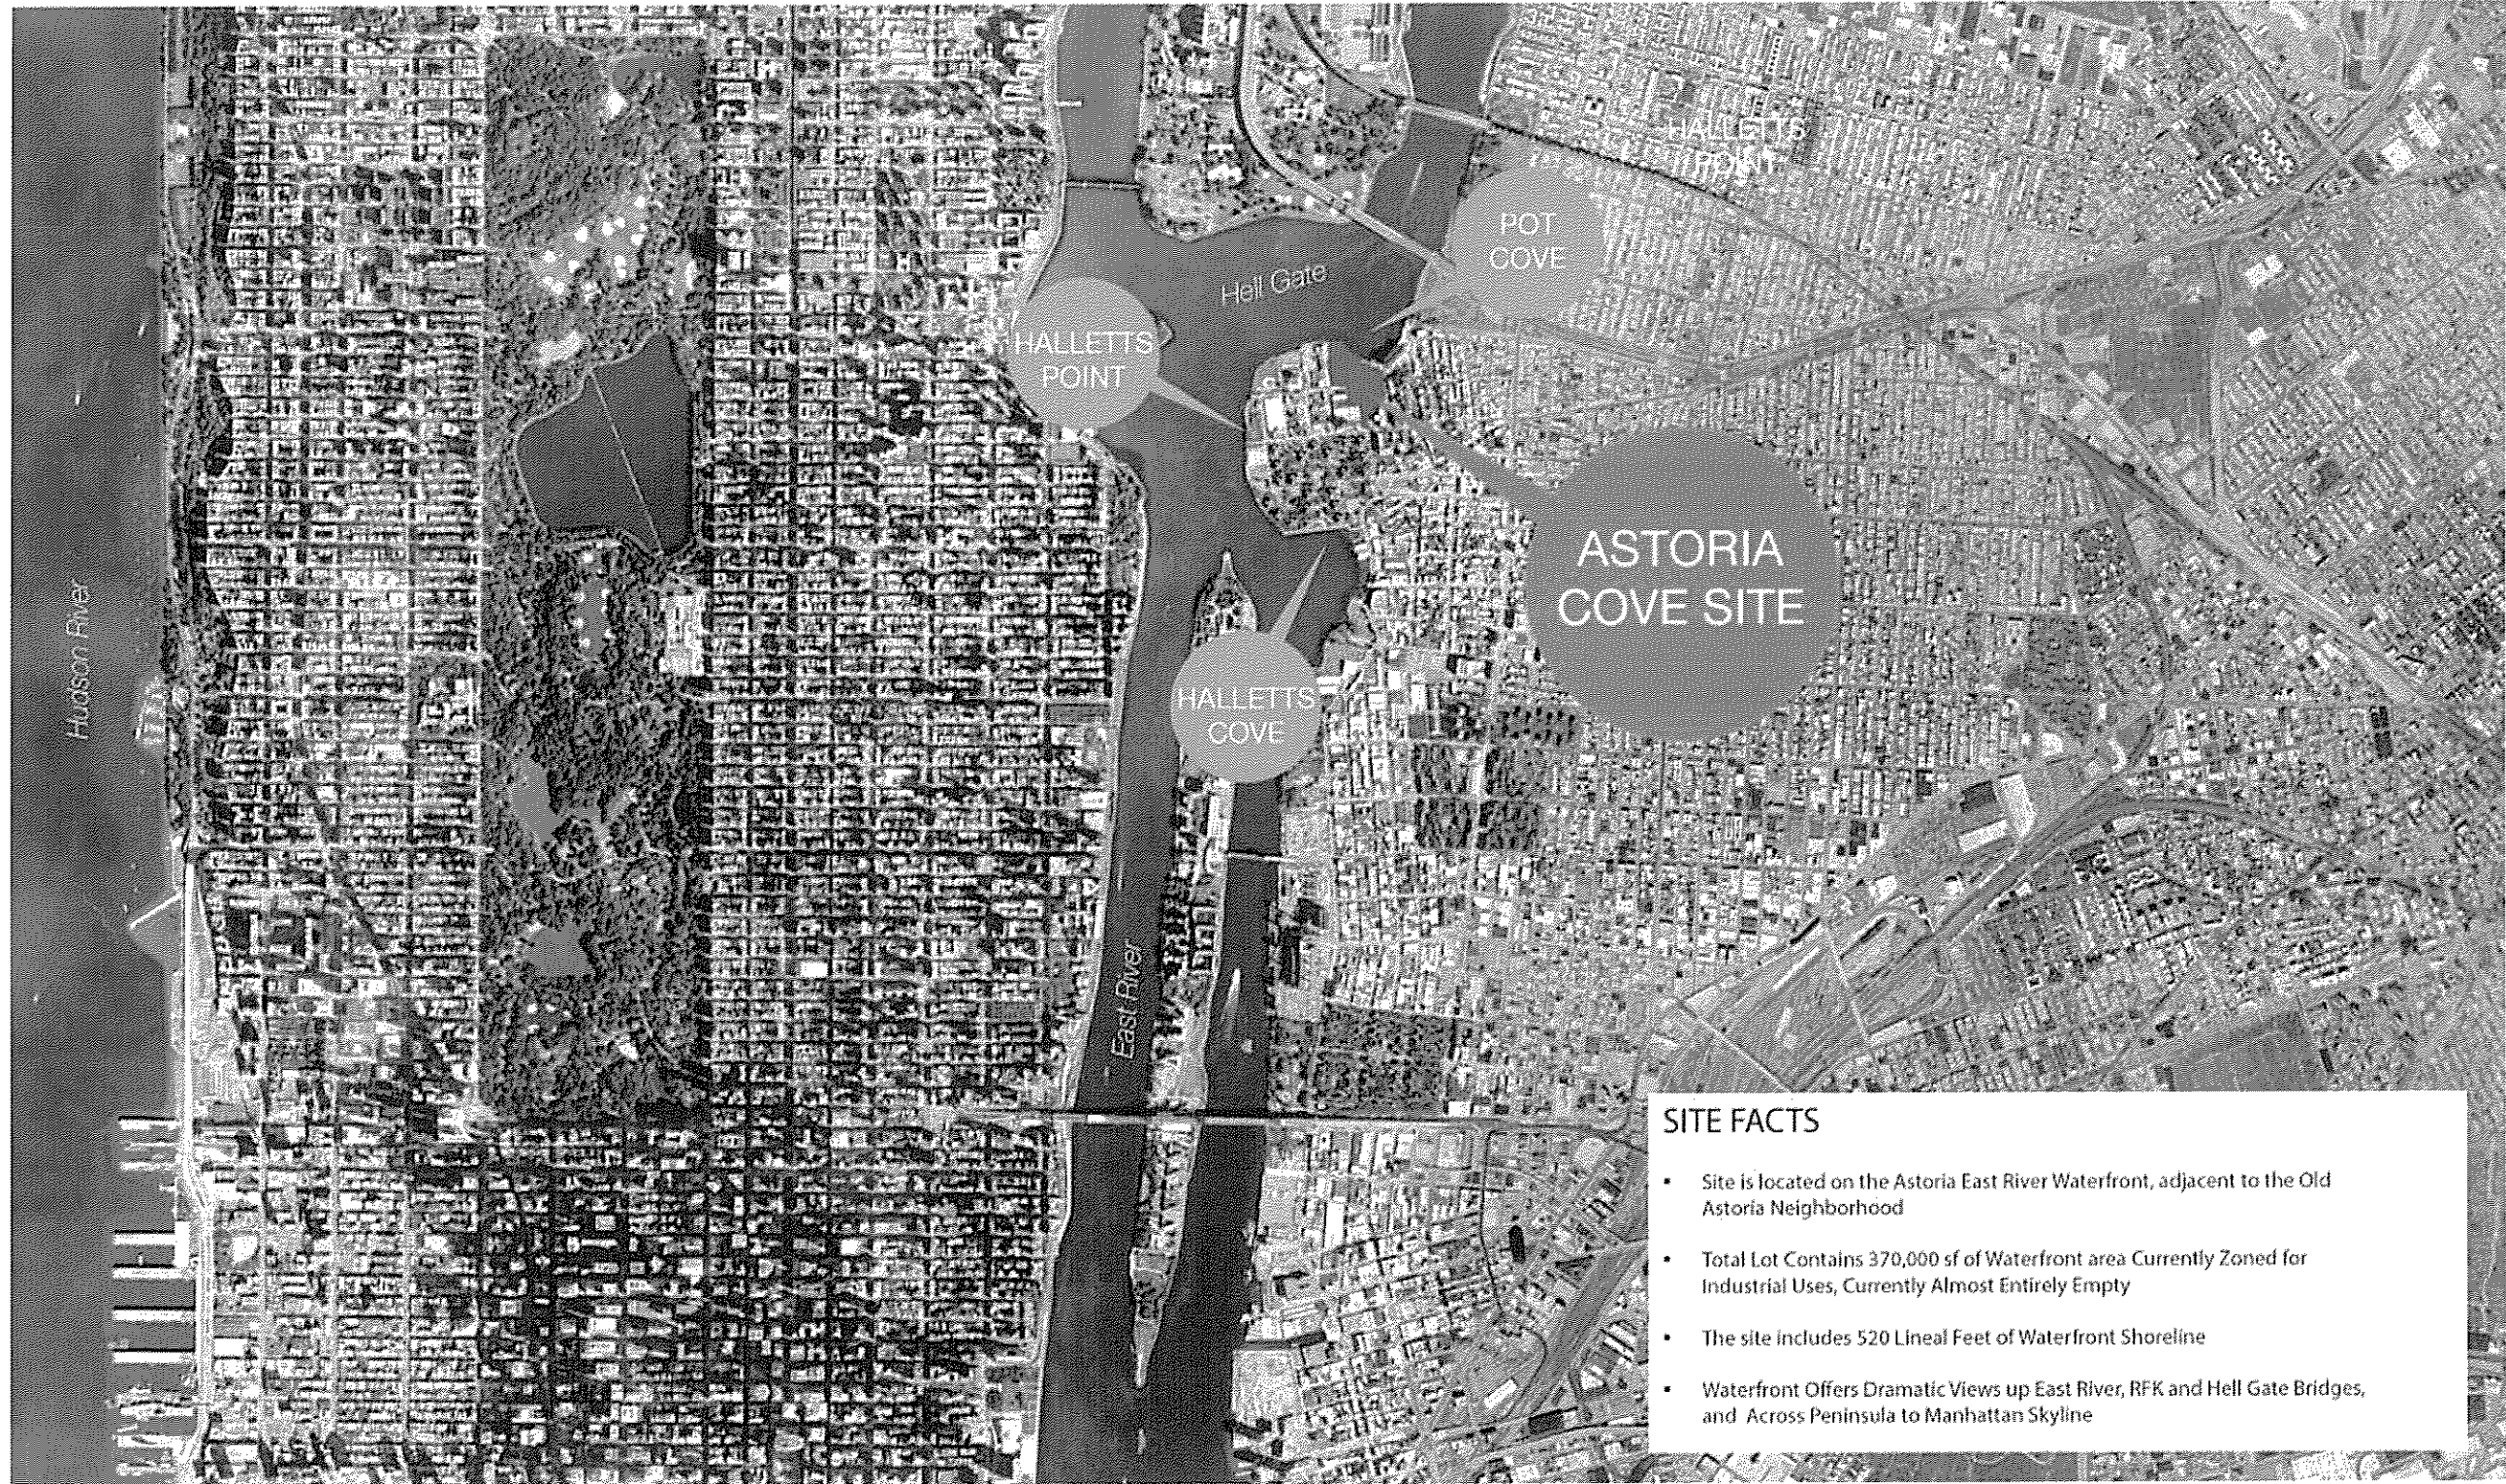 HALLETTS
POINT
POT
COVE
Hell Gate
HALLETTS
POINT
ASTORIA
COVE SITE
Hudson River
HALLETTS
COVE
East River
SITE FACTS
• Site is located on the Astoria East River Waterfront, adjacent to the Old
Astoria Neighborhood
• Total Lot Contains 370,000 sf of Waterfront area Currently Zoned for
Industrial Uses, Currently Almost Entirely Empty
• The site includes 520 Lineal Feet of Waterfront Shoreline
• Waterfront Offers Dramatic Views up East River, RFK and Hell Gate Bridges,
and Across Peninsula to Manhattan Skyline